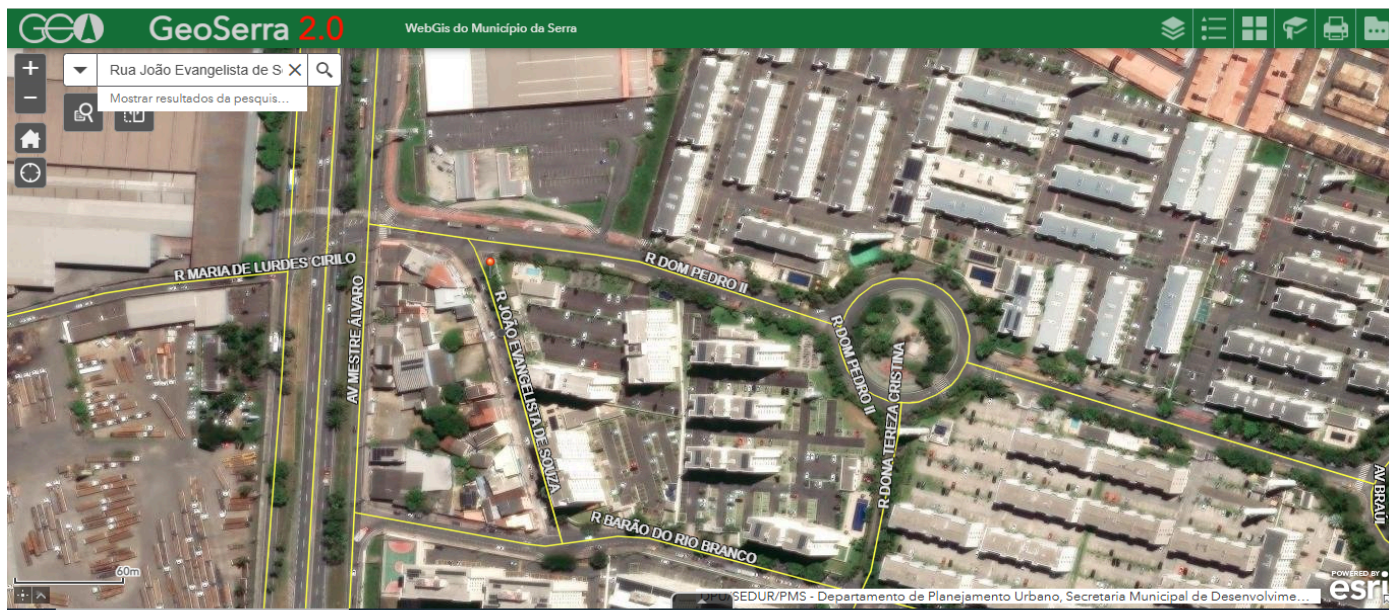 GEO GeoSerra 2.0 WebGis do Município da Serra
Rua João Evangelista de S
Mostrar resultados da pesquis...
R MARIA DE LURDES CIRILO
AV MESTRE ÁLVARO
R JOÃO EVANGELISTA DE SOUZA
R DOM PEDRO II
R DOM PEDRO II
R DONA TEREZA CRISTINA
R BARÃO DO RIO BRANCO
AV BRAÚ
60m
/SEDUR/PMS - Departamento de Planejamento Urbano, Secretaria Municipal de Desenvolvime...
POWERED BY
esri